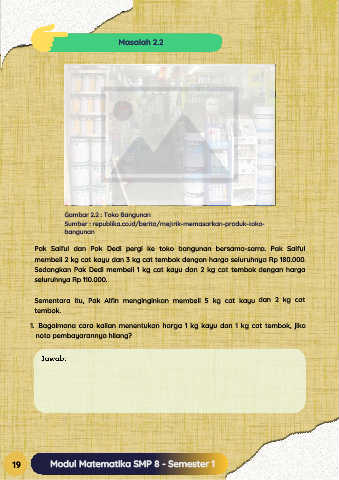 Masalah 2.2
Gambar 2.2 : Toko Bangunan
Sumber : republika.co.id/berita/mejirik-memasarkan-produk-toko-
bangunan
Pak Saiful dan Pak Dedi pergi ke toko bangunan bersama-sama. Pak Saiful
membeli 2 kg cat kayu dan 3 kg cat tembok dengan harga seluruhnya Rp 180.000.
Sedangkan Pak Dedi membeli 1 kg cat kayu dan 2 kg cat tembok dengan harga
seluruhnya Rp 110.000.
Sementara itu, Pak Alfin menginginkan membeli 5 kg cat kayu dan 2 kg cat
tembok.
1. Bagaimana cara kalian menentukan harga 1 kg kayu dan 1 kg cat tembok, jika
nota pembayarannya hilang?
Jawab:
19
Modul Matematika SMP 8 - Semester 1